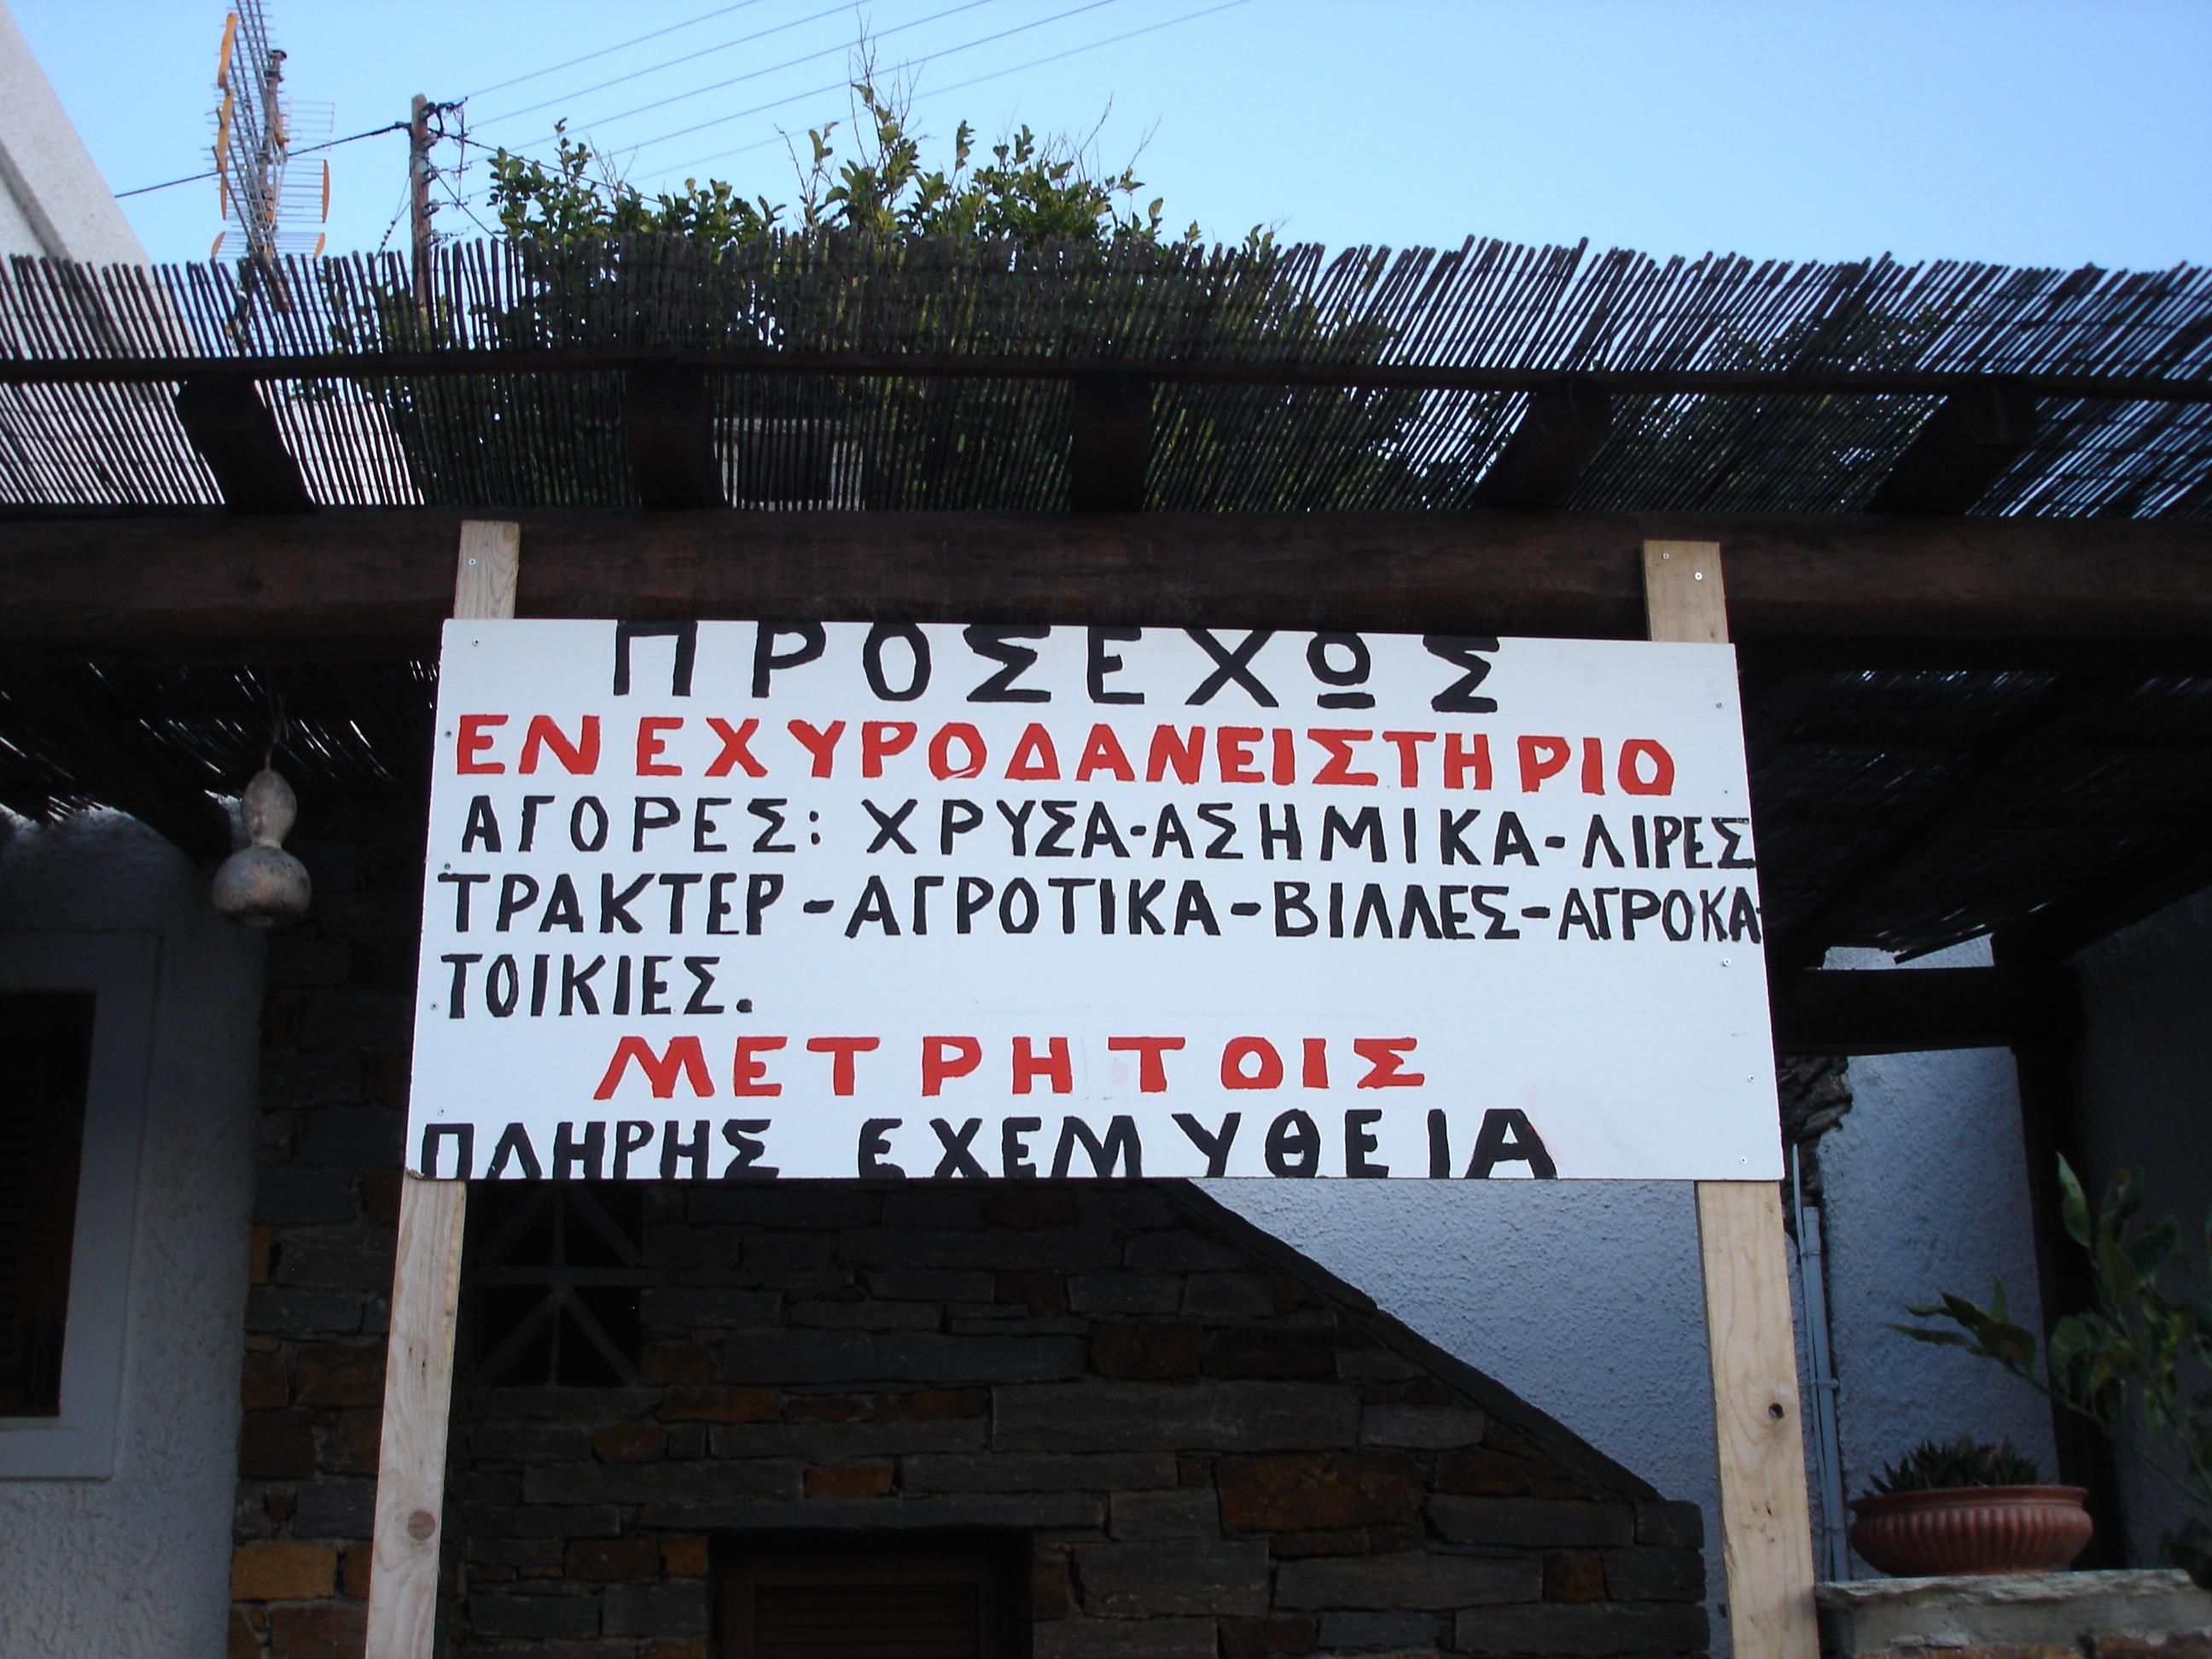 ΠΡΟΣΕΧΩΣ
ΕΝΕΧΥΡΟΔΑΝΕΙΣΤΗΡΙΟ
ΑΓΟΡΕΣ: ΧΡΥΣΑ-ΑΣΗΜΙΚΑ-ΛΙΡΕΣ
ΤΡΑΚΤΕΡ-ΑΓΡΟΤΙΚΑ-ΒΙΛΛΕΣ-ΑΓΡΟΚΑ-
ΤΟΙΚΙΕΣ.
ΜΕΤΡΗΤΟΙΣ
ΠΛΗΡΗΣ ΕΧΕΜΥΘΕΙΑ